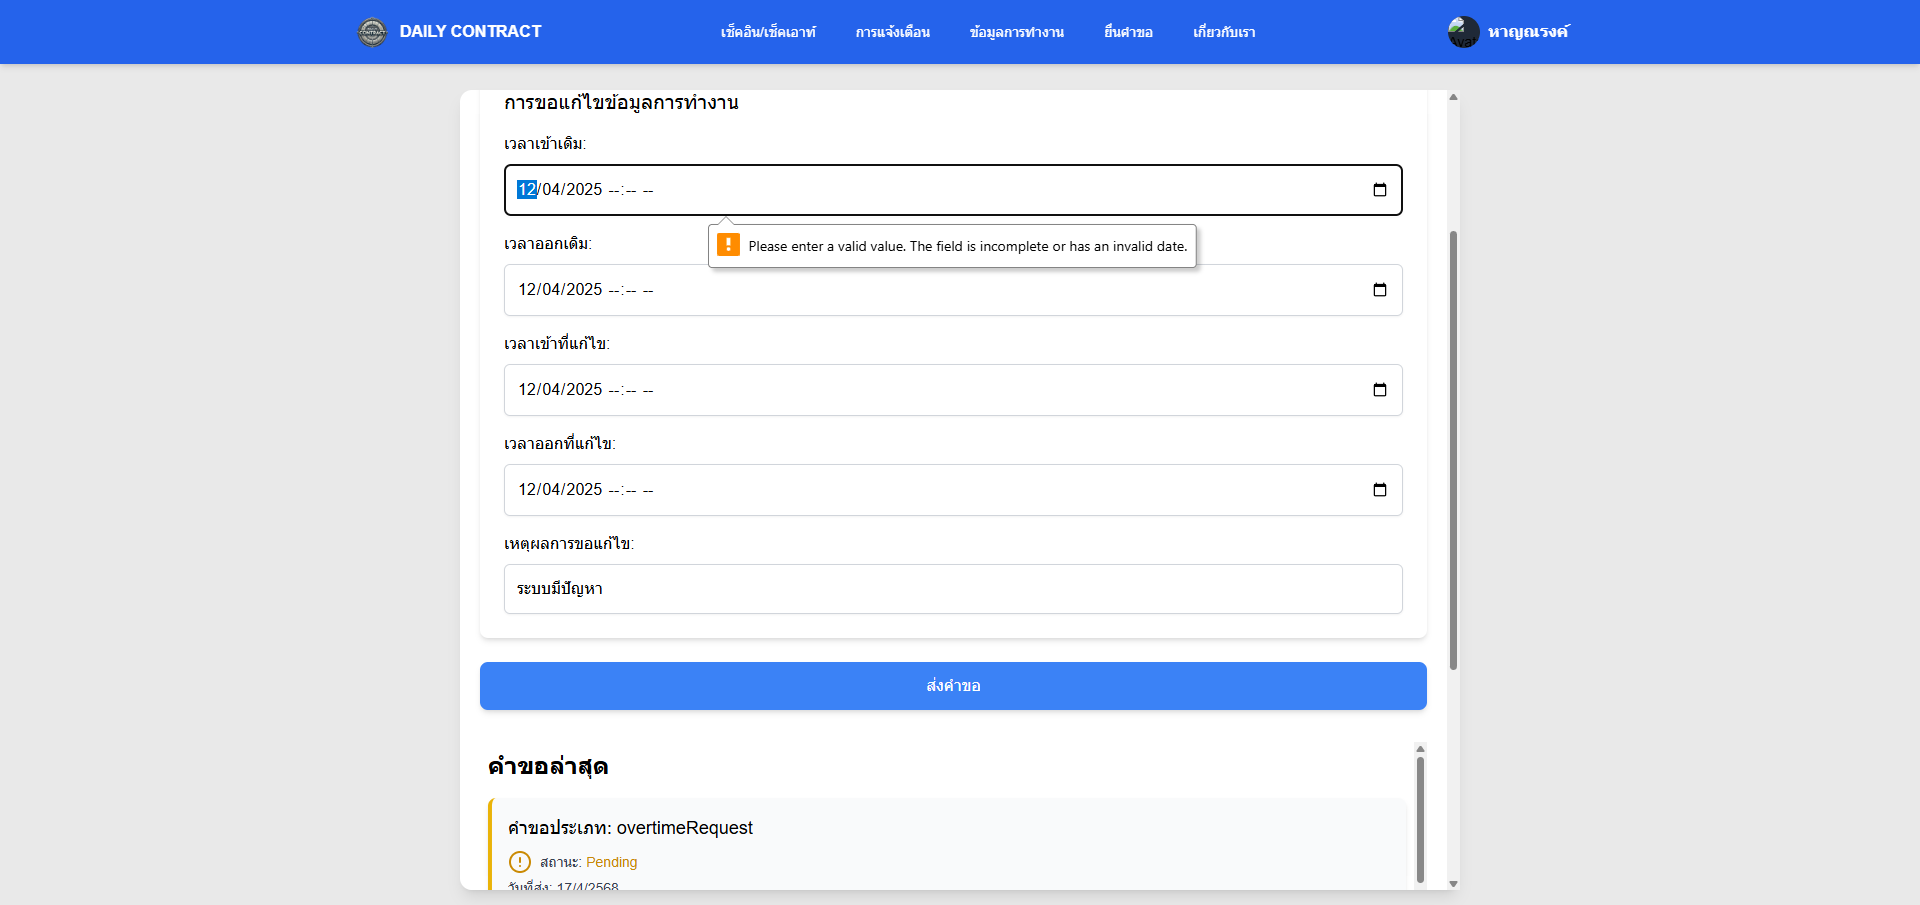 DAILY CONTRACT
เช็คอิน/เช็คเอาท์
การแจ้งเตือน
ข้อมูลการทำงาน
ยื่นคำขอ
เกี่ยวกับเรา
หาญณรงค์
การขอแก้ไขข้อมูลการทำงาน
เวลาเข้าเดิม:
12/04/2025 --:-- --
Please enter a valid value. The field is incomplete or has an invalid date.
เวลาออกเดิม:
12/04/2025 --:-- --
เวลาเข้าที่แก้ไข:
12/04/2025 --:-- --
เวลาออกที่แก้ไข:
12/04/2025 --:-- --
เหตุผลการขอแก้ไข:
ระบบมีปัญหา
ส่งคำขอ
คำขอล่าสุด
คำขอประเภท: overtimeRequest
สถานะ: Pending
วันที่ส่ง: 17/4/2568